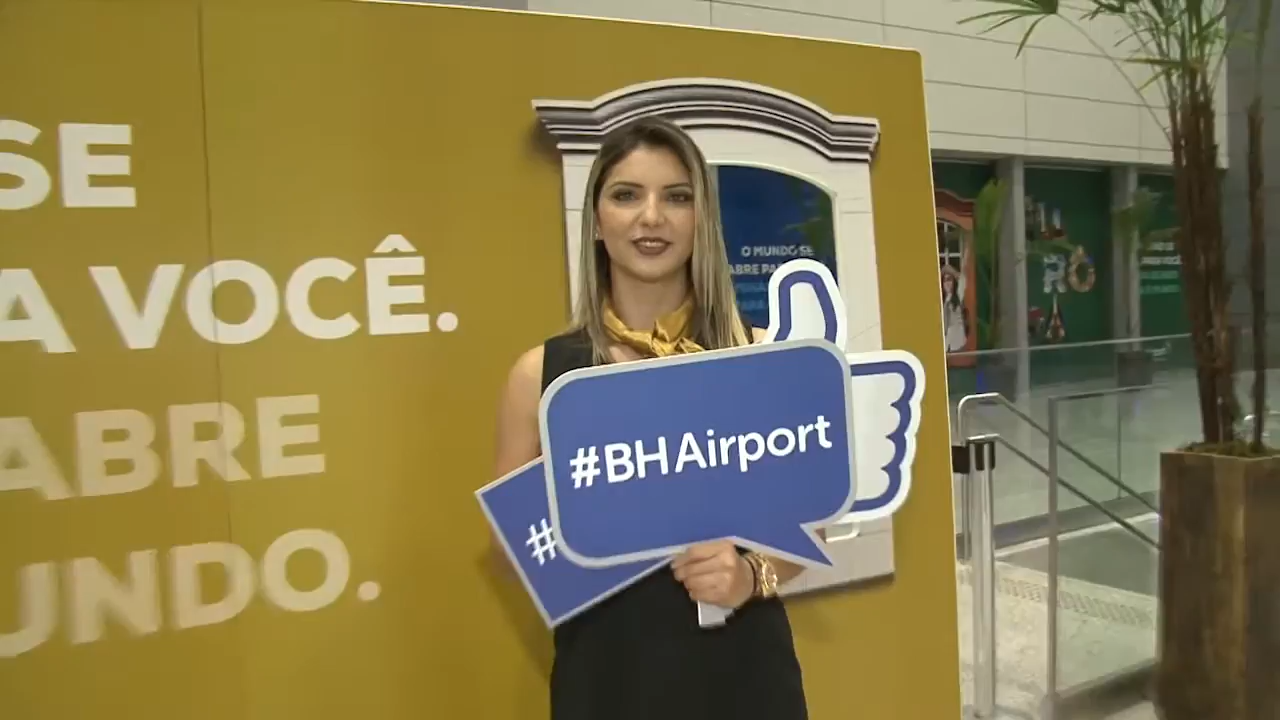 SE
A VOCÊ.
ABRE
UNDO.
O MUNDO SE
ABRE PA
#BHAirport
#